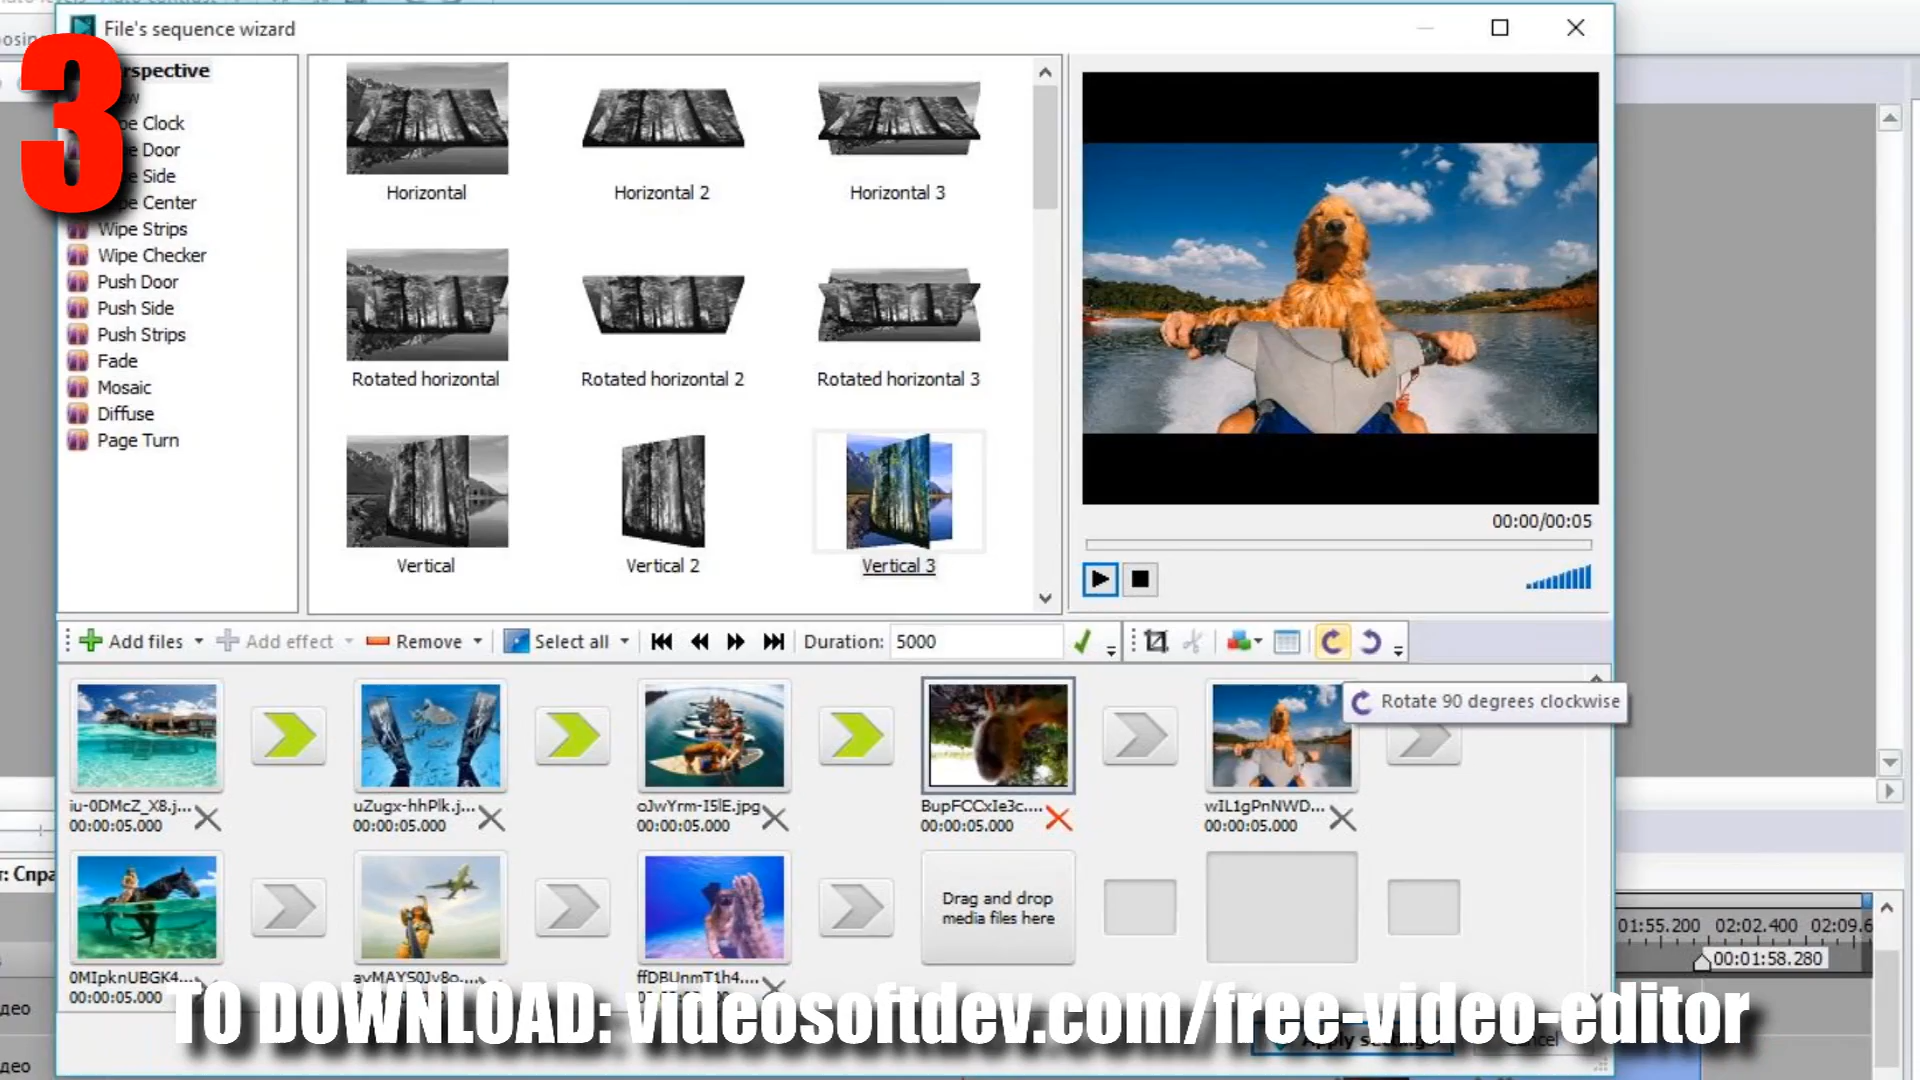 File's sequence wizard
3
Wipe Strips
Wipe Checker
Push Door
Push Side
Push Strips
Fade
Mosaic
Diffuse
Page Turn
Clock
Door
Side
Center
Horizontal
Horizontal 2
Horizontal 3
Rotated horizontal
Rotated horizontal 2
Rotated horizontal 3
Vertical
Vertical 2
Vertical 3
00:00/00:05
Add files
Add effect
Remove
Select all
Duration: 5000
Rotate 90 degrees clockwise
iu-0DMcZ_X8.j...
00:00:05.000
uZugx-hhPlk.j...
00:00:05.000
oJwYrm-I5lE.jpg
00:00:05.000
BupFCCxIe3c....
00:00:05.000
wIL1gPnNWD...
00:00:05.000
0MIpknUBGK4...
00:00:05.000
Drag and drop
media files here
ffDBUnmT1h4....
01:55.200 02:02.400 02:09.6
00:01:58.280
TO DOWNLOAD: videosoftdev.com/free-video-editor